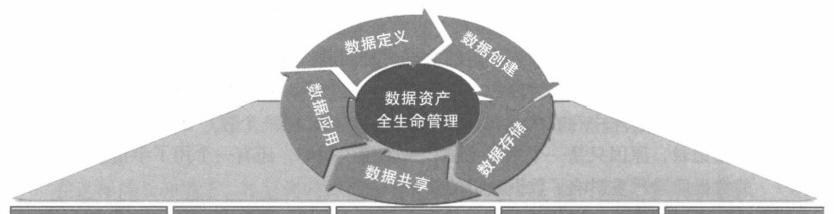 数据定义
数据创建
数据应用
数据资产
全生命管理
数据存储
数据共享